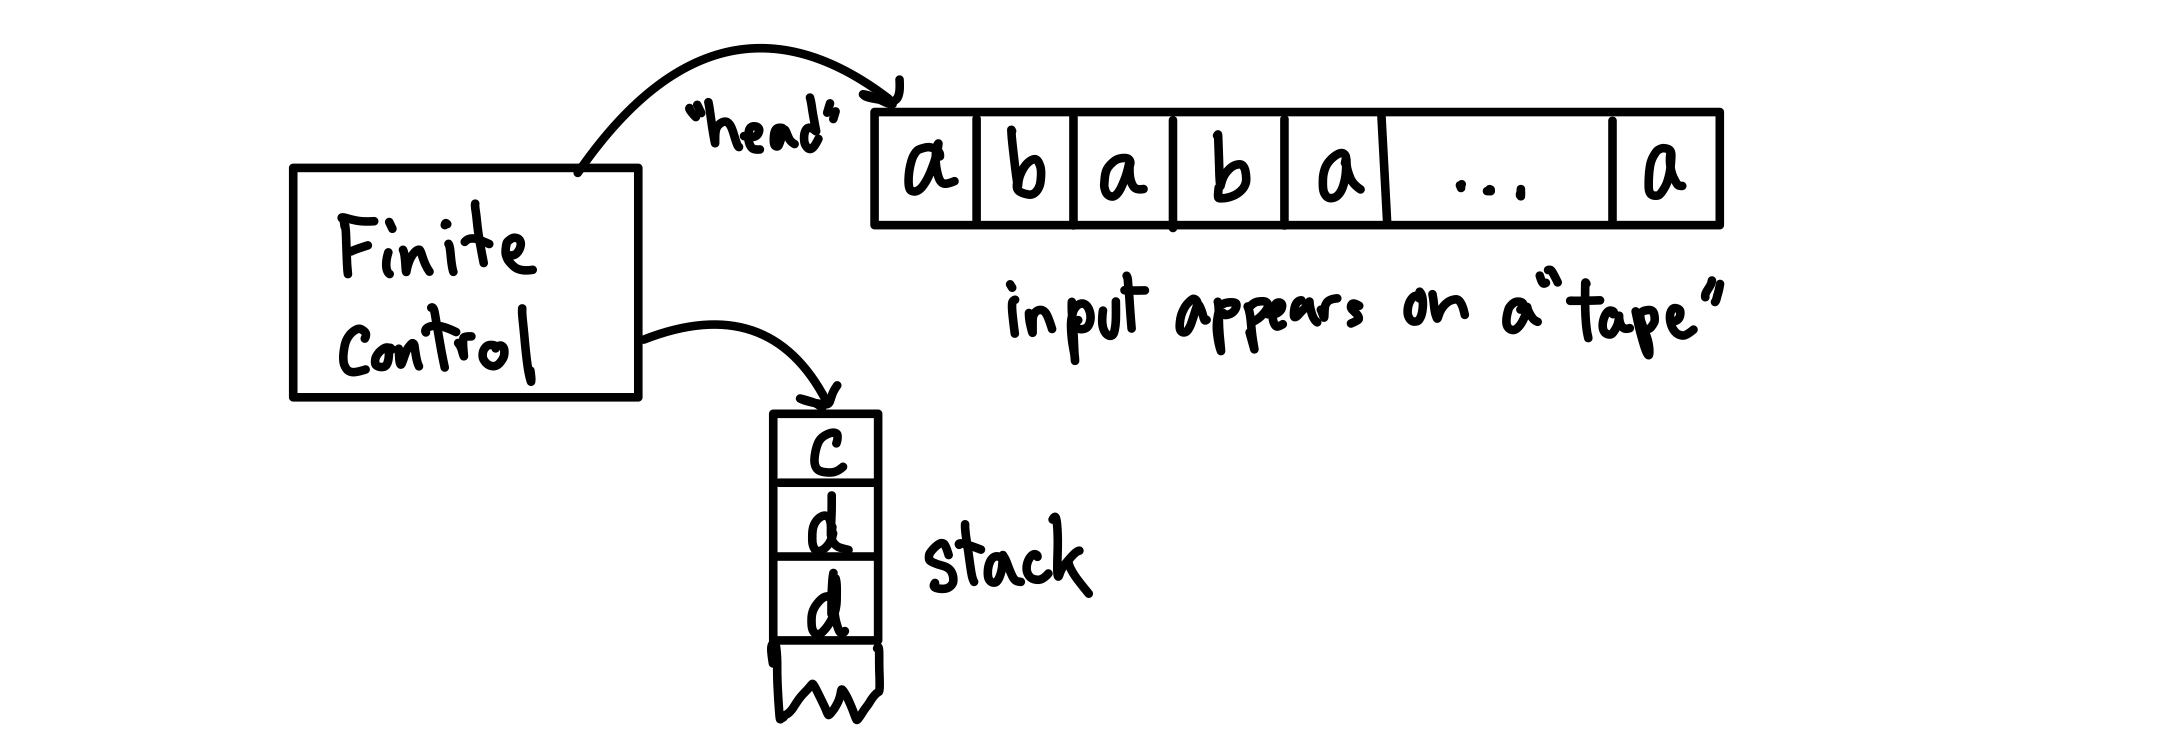 "head"
a b a b a ... a
Finite
control
input appears on a "tape"
c
d
d
stack